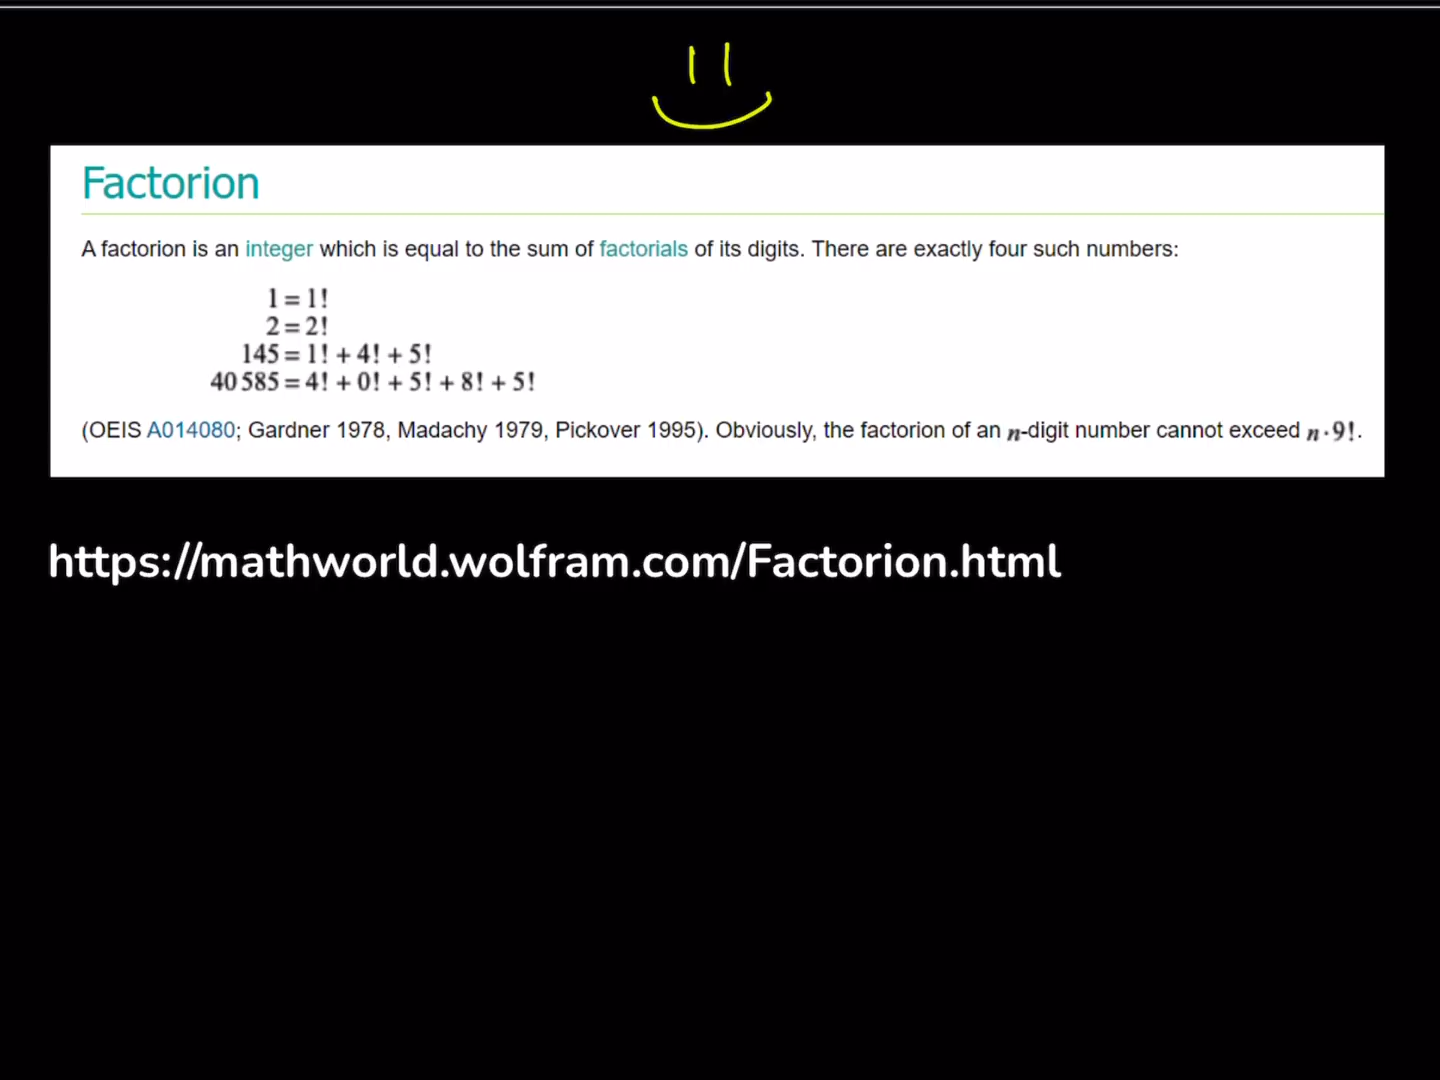 Factorion
A factorion is an integer which is equal to the sum of factorials of its digits. There are exactly four such numbers:
1 = 1!
2 = 2!
145 = 1! + 4! + 5!
40 585 = 4! + 0! + 5! + 8! + 5!
(OEIS A014080; Gardner 1978, Madachy 1979, Pickover 1995). Obviously, the factorion of an n-digit number cannot exceed n · 9!.
https://mathworld.wolfram.com/Factorion.html